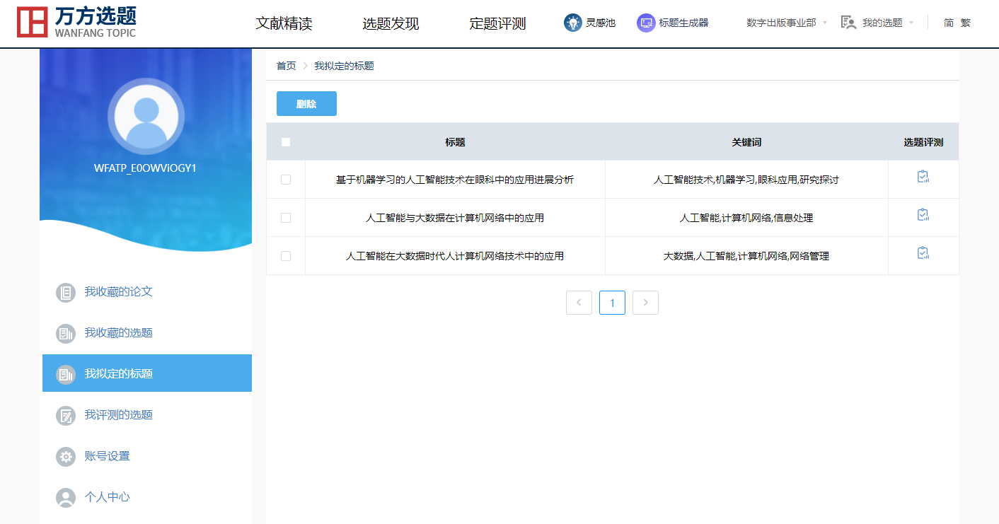 万方选题
WANFANG TOPIC
文献精读 选题发现 定题评测 灵感池 标题生成器 数字出版事业部 我的选题 简 繁
WFATP_E0OWViOGY1
我收藏的论文
我收藏的选题
我拟定的标题
我评测的选题
账号设置
个人中心
首页 > 我拟定的标题
删除
标题 关键词 选题评测
基于机器学习的人工智能技术在眼科中的应用进展分析 人工智能技术,机器学习,眼科应用,研究探讨
人工智能与大数据在计算机网络中的应用 人工智能,计算机网络,信息处理
人工智能在大数据时代人计算机网络技术中的应用 大数据,人工智能,计算机网络,网络管理
< 1 >